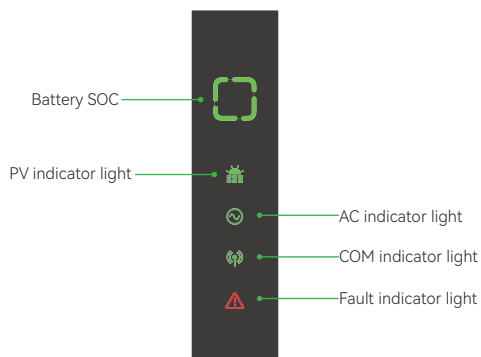 Battery SOC
PV indicator light
AC indicator light
COM indicator light
Fault indicator light